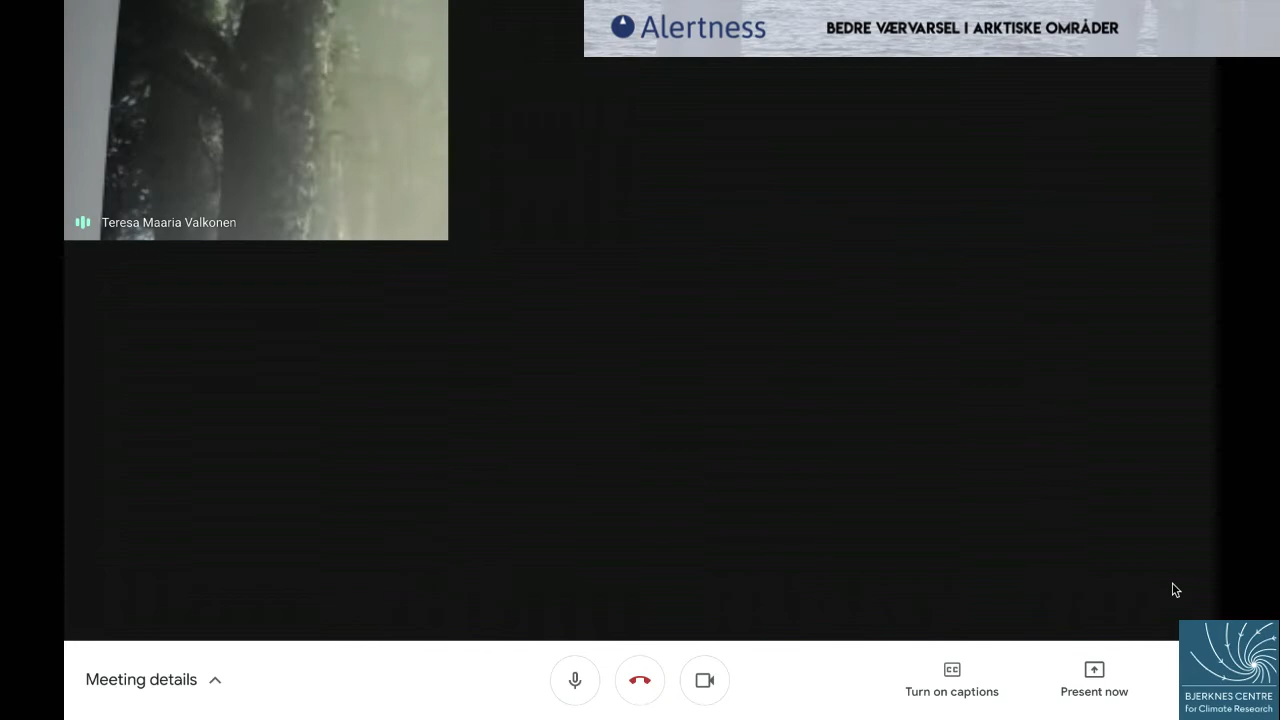 Alertness
BEDRE VÆRVARSEL I ARKTISKE OMRÅDER
Teresa Maaria Valkonen
Meeting details
CC
Turn on captions
Present now
BJERKNES CENTRE
for Climate Research